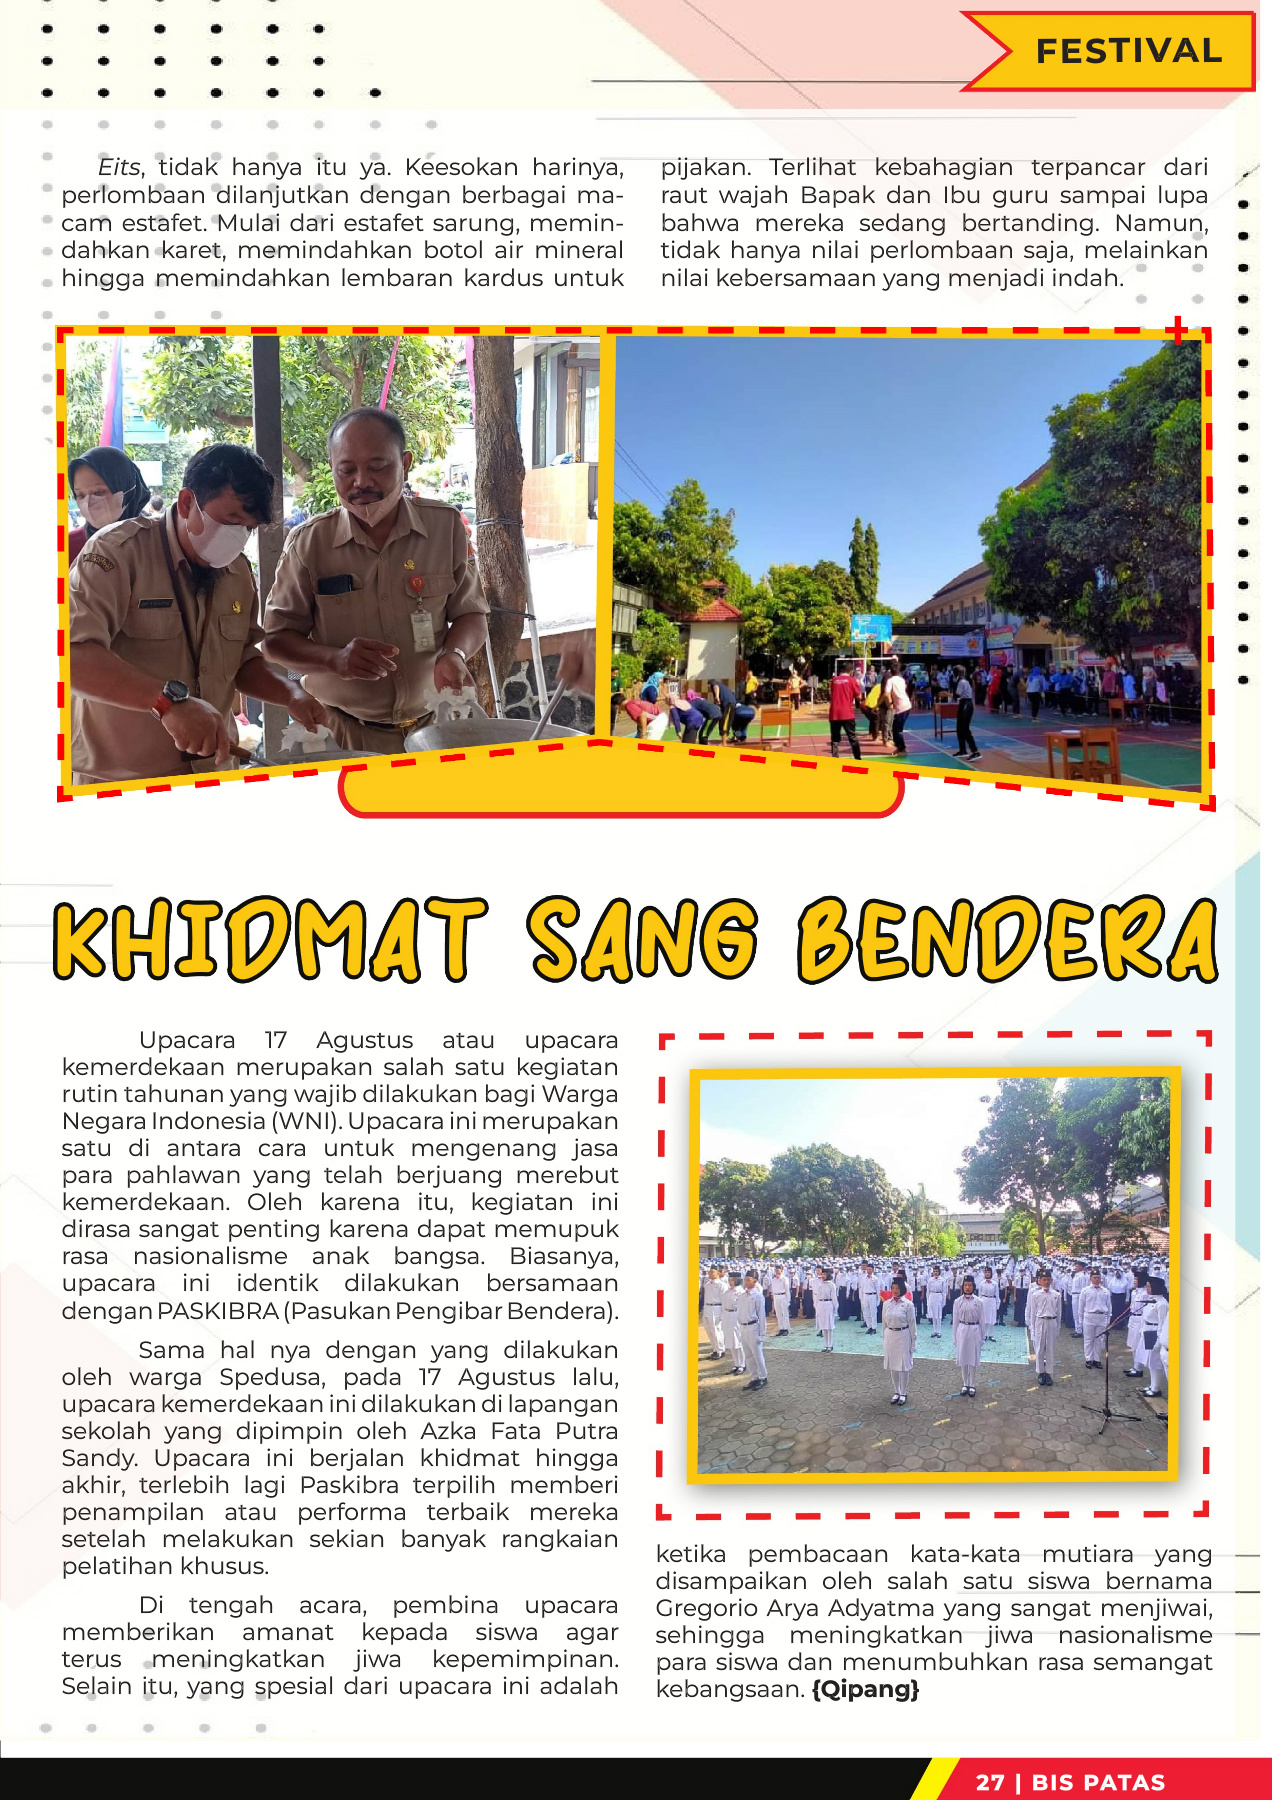 FESTIVAL
Eits, tidak hanya itu ya. Keesokan harinya,
perlombaan dilanjutkan dengan berbagai ma-
cam estafet. Mulai dari estafet sarung, memin-
dahkan karet, memindahkan botol air mineral
hingga memindahkan lembaran kardus untuk
pijakan. Terlihat kebahagian terpancar dari
raut wajah Bapak dan Ibu guru sampai lupa
bahwa mereka sedang bertanding. Namun,
tidak hanya nilai perlombaan saja, melainkan
nilai kebersamaan yang menjadi indah.
KHIDMAT SANG BENDERA
Upacara 17 Agustus atau upacara
kemerdekaan merupakan salah satu kegiatan
rutin tahunan yang wajib dilakukan bagi Warga
Negara Indonesia (WNI). Upacara ini merupakan
satu di antara cara untuk mengenang jasa
para pahlawan yang telah berjuang merebut
kemerdekaan. Oleh karena itu, kegiatan ini
dirasa sangat penting karena dapat memupuk
rasa nasionalisme anak bangsa. Biasanya,
upacara ini identik dilakukan bersamaan
dengan PASKIBRA (Pasukan Pengibar Bendera).
Sama hal nya dengan yang dilakukan
oleh warga Spedusa, pada 17 Agustus lalu,
upacara kemerdekaan ini dilakukan di lapangan
sekolah yang dipimpin oleh Azka Fata Putra
Sandy. Upacara ini berjalan khidmat hingga
akhir, terlebih lagi Paskibra terpilih memberi
penampilan atau performa terbaik mereka
setelah melakukan sekian banyak rangkaian
pelatihan khusus.
Di tengah acara, pembina upacara
memberikan amanat kepada siswa agar
terus meningkatkan jiwa kepemimpinan.
Selain itu, yang spesial dari upacara ini adalah
ketika pembacaan kata-kata mutiara yang
disampaikan oleh salah satu siswa bernama
Gregorio Arya Adyatma yang sangat menjiwai,
sehingga meningkatkan jiwa nasionalisme
para siswa dan menumbuhkan rasa semangat
kebangsaan. {Qipang}
27 | BIS PATAS